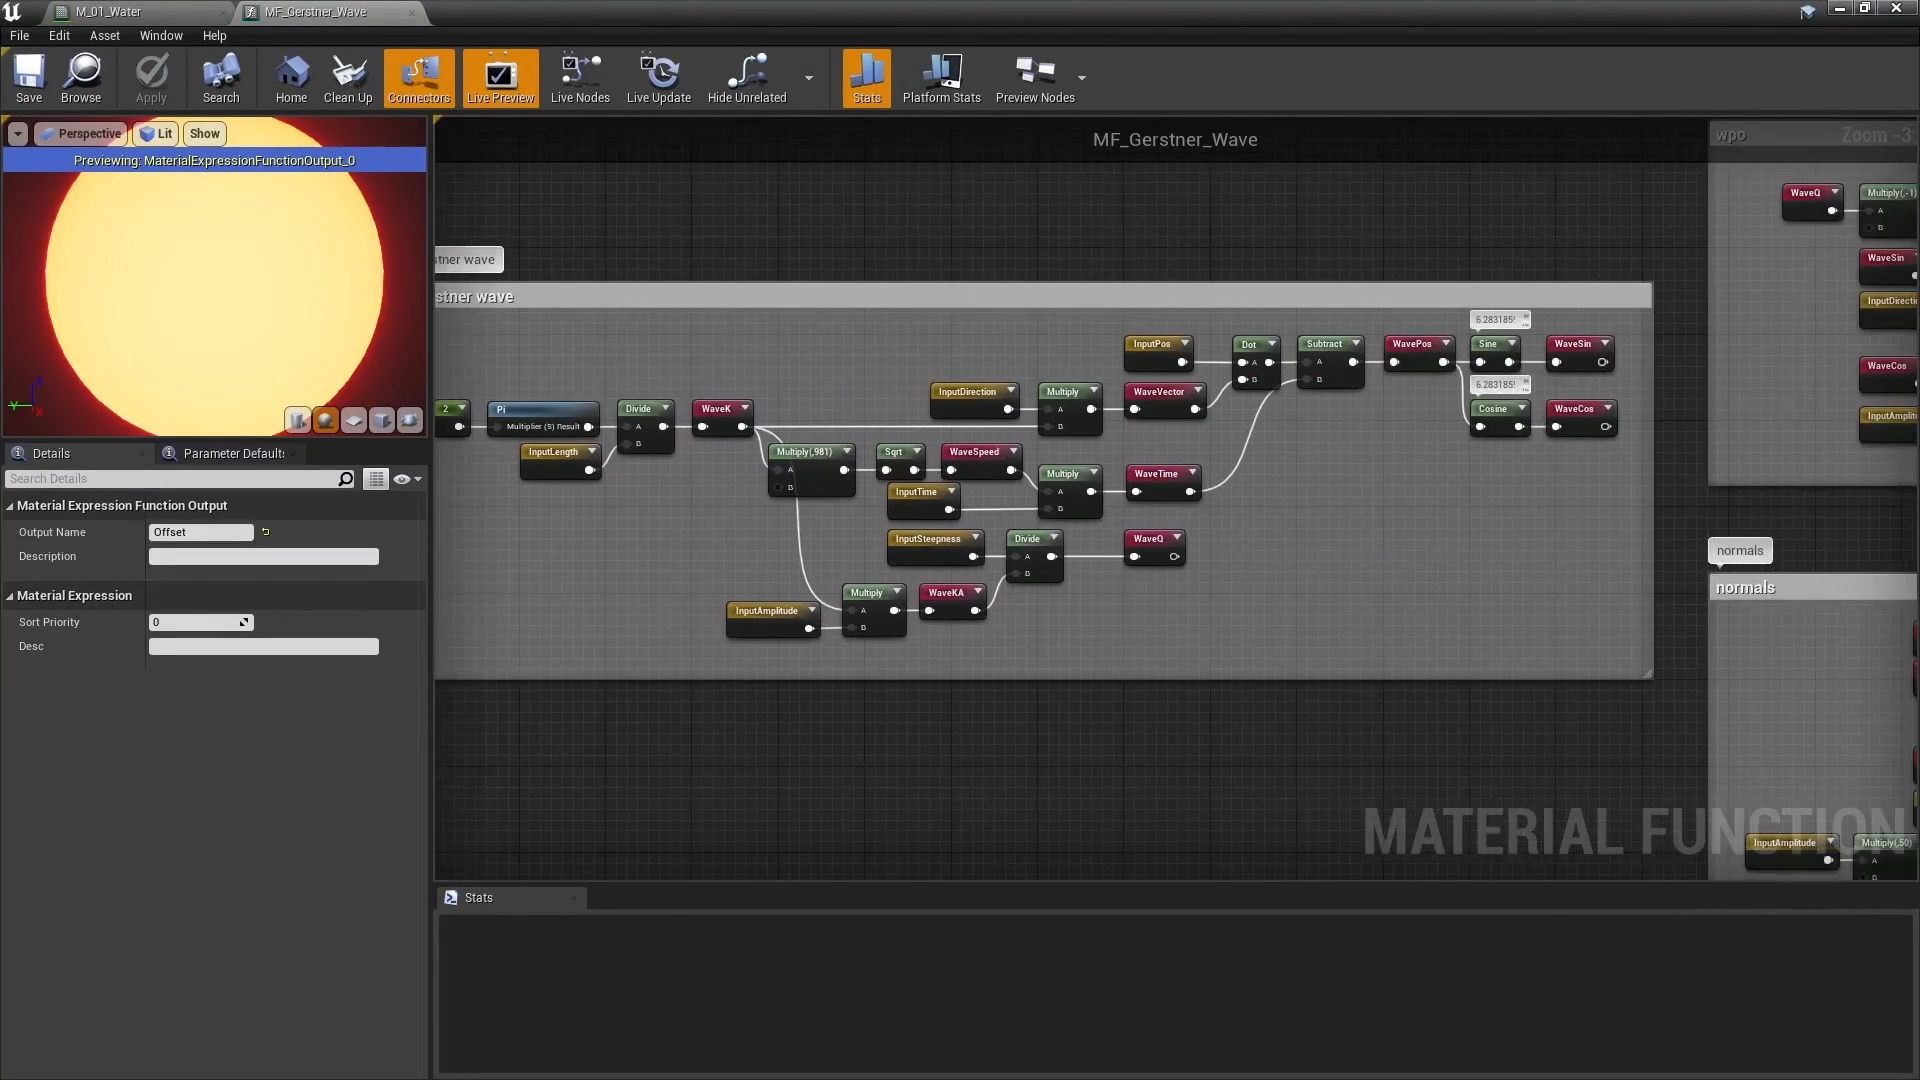 M_01_Water
MF_Gerstner_Wave
File Edit Asset Window Help
Save Browse Apply Search Home Clean Up Connectors Live Preview Live Nodes Live Update Hide Unrelated Stats Platform Stats Preview Nodes
Perspective Lit Show
Previewing: MaterialExpressionFunctionOutput_0
MF_Gerstner_Wave
wpo
Zoom -3
WaveQ
Multiply(,-1)
A
B
WaveSin
InputDirecti
WaveCos
InputAmplit
stner wave
stner wave
6.283185
InputPos
Dot
A
B
Subtract
A
B
WavePos
Sine
WaveSin
6.283185
Cosine
WaveCos
InputDirection
Multiply
A
B
WaveVector
2
Pi
Multiplier (S) Result
Divide
A
B
WaveK
InputLength
Multiply(,981)
A
B
Sqrt
WaveSpeed
InputTime
Multiply
A
B
WaveTime
InputSteepness
Divide
A
B
WaveQ
InputAmplitude
Multiply
A
B
WaveKA
normals
normals
InputAmplitude
Multiply(,50)
A
B
MATERIAL FUNCTION
Details
Parameter Default:
Search Details
Material Expression Function Output
Output Name Offset
Description
Material Expression
Sort Priority 0
Desc
Stats